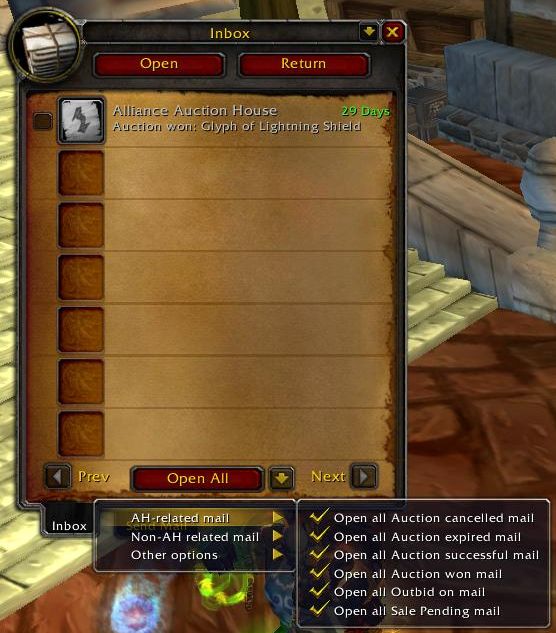 Inbox
Open
Return
Alliance Auction House
29 Days
Auction won: Glyph of Lightning Shield
Prev
Open All
Next
Inbox
Send Mail
AH-related mail
Non-AH related mail
Other options
Open all Auction cancelled mail
Open all Auction expired mail
Open all Auction successful mail
Open all Auction won mail
Open all Outbid on mail
Open all Sale Pending mail